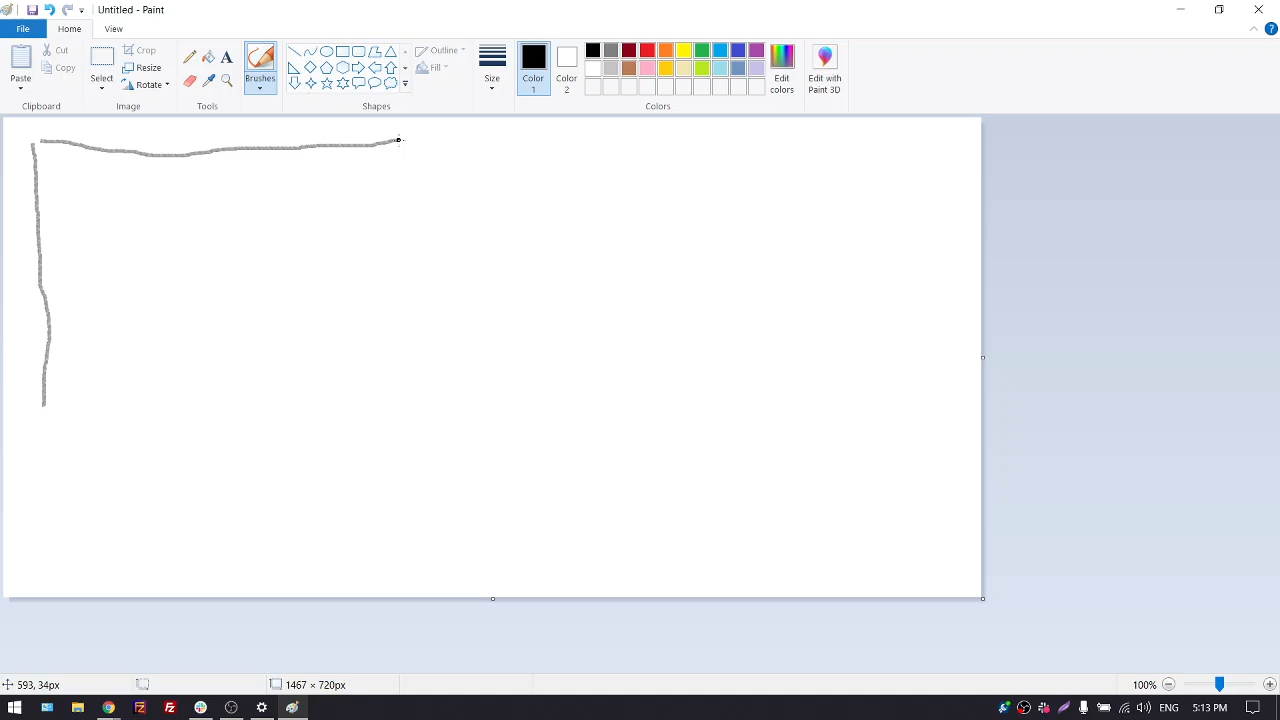 Untitled - Paint
File Home View
Paste
Cut
Copy
Clipboard
Select
Crop
Resize
Rotate
Image
Tools
Brushes
Shapes
Outline
Fill
Size
Color 1
Color 2
Edit colors
Colors
Edit with Paint 3D
593, 34px
1467 × 720px
100%
ENG
5:13 PM